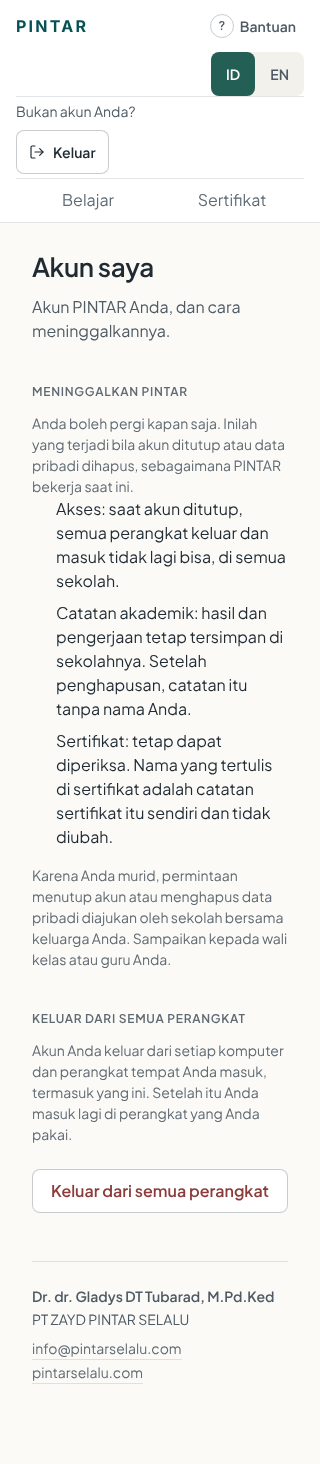 PINTAR
? Bantuan
ID EN
Bukan akun Anda?
Keluar
Belajar Sertifikat
Akun saya
Akun PINTAR Anda, dan cara
meninggalkannya.
MENINGGALKAN PINTAR
Anda boleh pergi kapan saja. Inilah
yang terjadi bila akun ditutup atau data
pribadi dihapus, sebagaimana PINTAR
bekerja saat ini.
Akses: saat akun ditutup,
semua perangkat keluar dan
masuk tidak lagi bisa, di semua
sekolah.
Catatan akademik: hasil dan
pengerjaan tetap tersimpan di
sekolahnya. Setelah
penghapusan, catatan itu
tanpa nama Anda.
Sertifikat: tetap dapat
diperiksa. Nama yang tertulis
di sertifikat adalah catatan
sertifikat itu sendiri dan tidak
diubah.
Karena Anda murid, permintaan
menutup akun atau menghapus data
pribadi diajukan oleh sekolah bersama
keluarga Anda. Sampaikan kepada wali
kelas atau guru Anda.
KELUAR DARI SEMUA PERANGKAT
Akun Anda keluar dari setiap komputer
dan perangkat tempat Anda masuk,
termasuk yang ini. Setelah itu Anda
masuk lagi di perangkat yang Anda
pakai.
Keluar dari semua perangkat
Dr. dr. Gladys DT Tubarad, M.Pd.Ked
PT ZAYD PINTAR SELALU
info@pintarselalu.com
pintarselalu.com